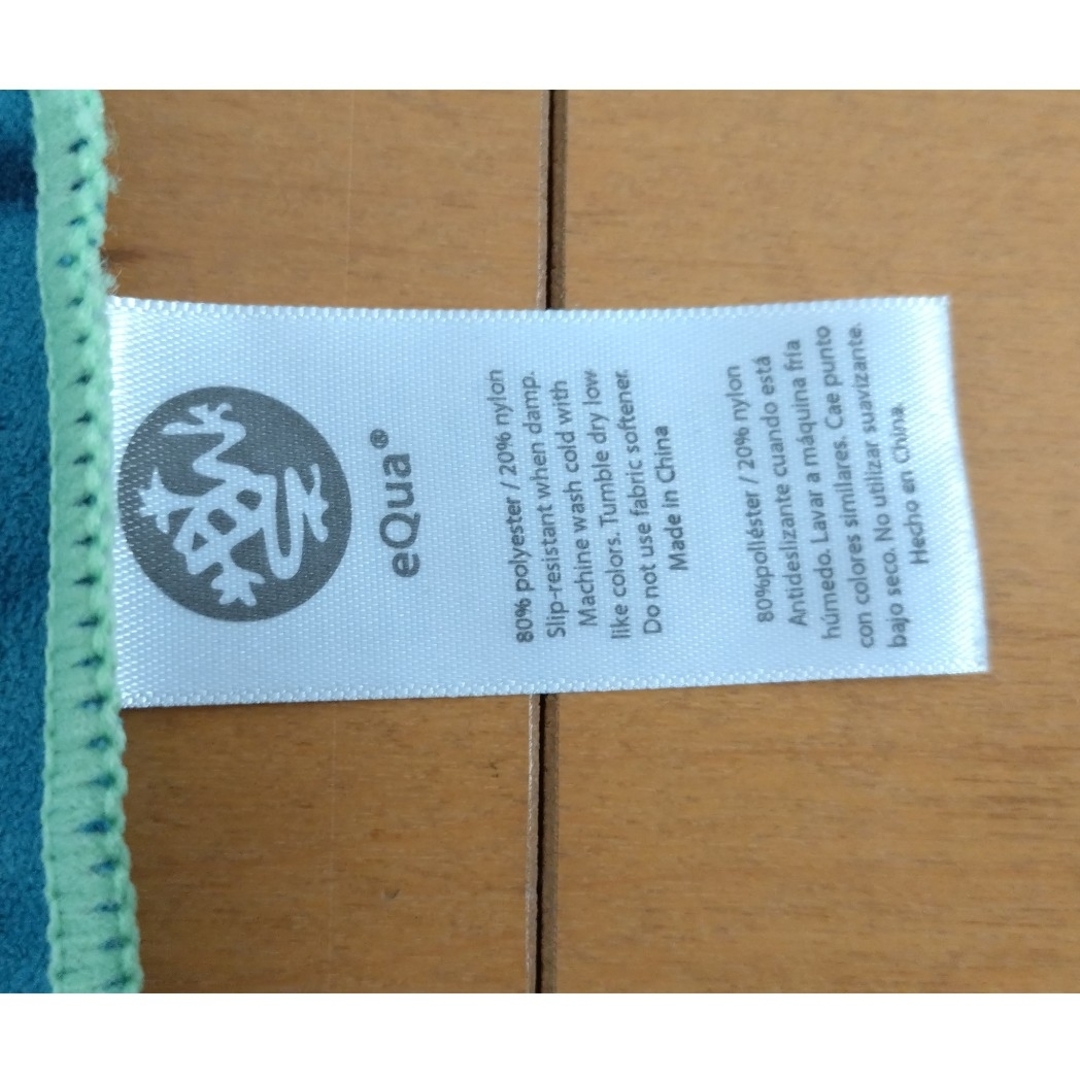 eQua®
80% polyester / 20% nylon
Slip-resistant when damp.
Machine wash cold with
like colors. Tumble dry low
Do not use fabric softener.
Made in China
80%polléster / 20% nylon
Antideslizante cuando está
húmedo. Lavar a máquina fría
con colores similares. Cae punto
bajo seco. No utilizar suavizante.
Hecho en China.